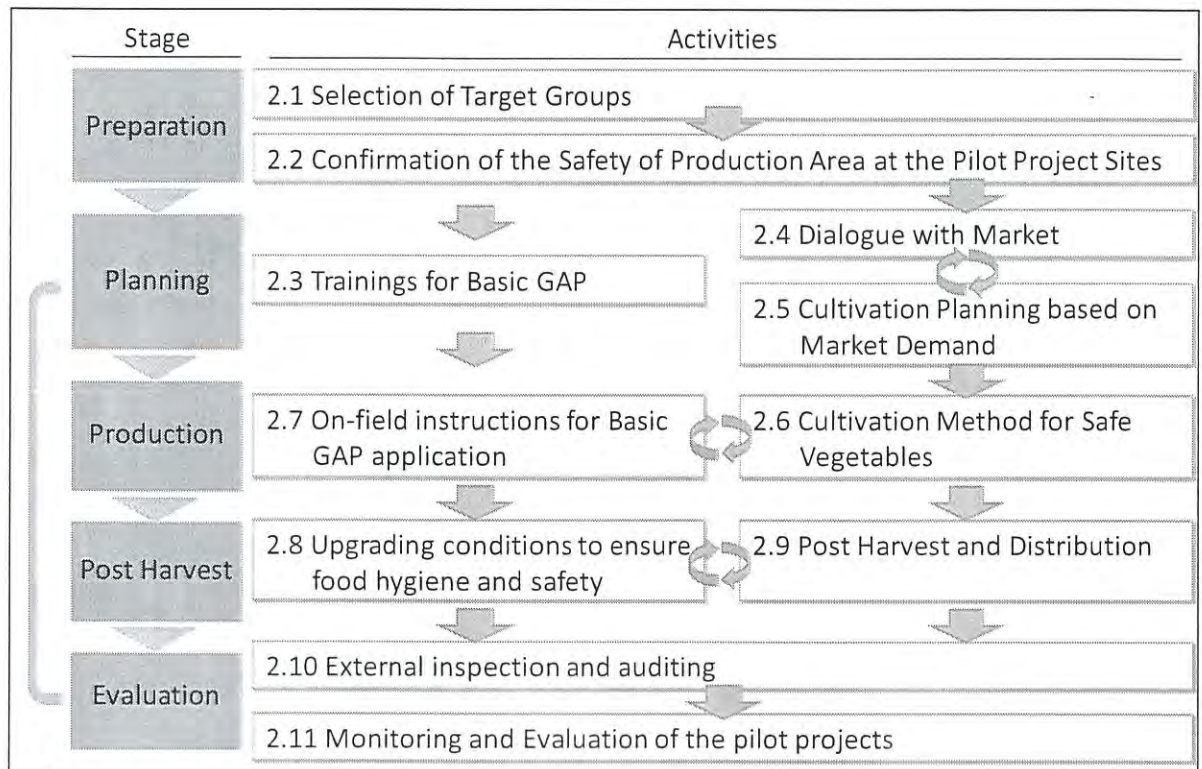 Stage
Activities
Preparation
2.1 Selection of Target Groups
2.2 Confirmation of the Safety of Production Area at the Pilot Project Sites
Planning
2.3 Trainings for Basic GAP
2.4 Dialogue with Market
2.5 Cultivation Planning based on
Market Demand
Production
2.7 On-field instructions for Basic
GAP application
2.6 Cultivation Method for Safe
Vegetables
Post Harvest
2.8 Upgrading conditions to ensure
food hygiene and safety
2.9 Post Harvest and Distribution
Evaluation
2.10 External inspection and auditing
2.11 Monitoring and Evaluation of the pilot projects